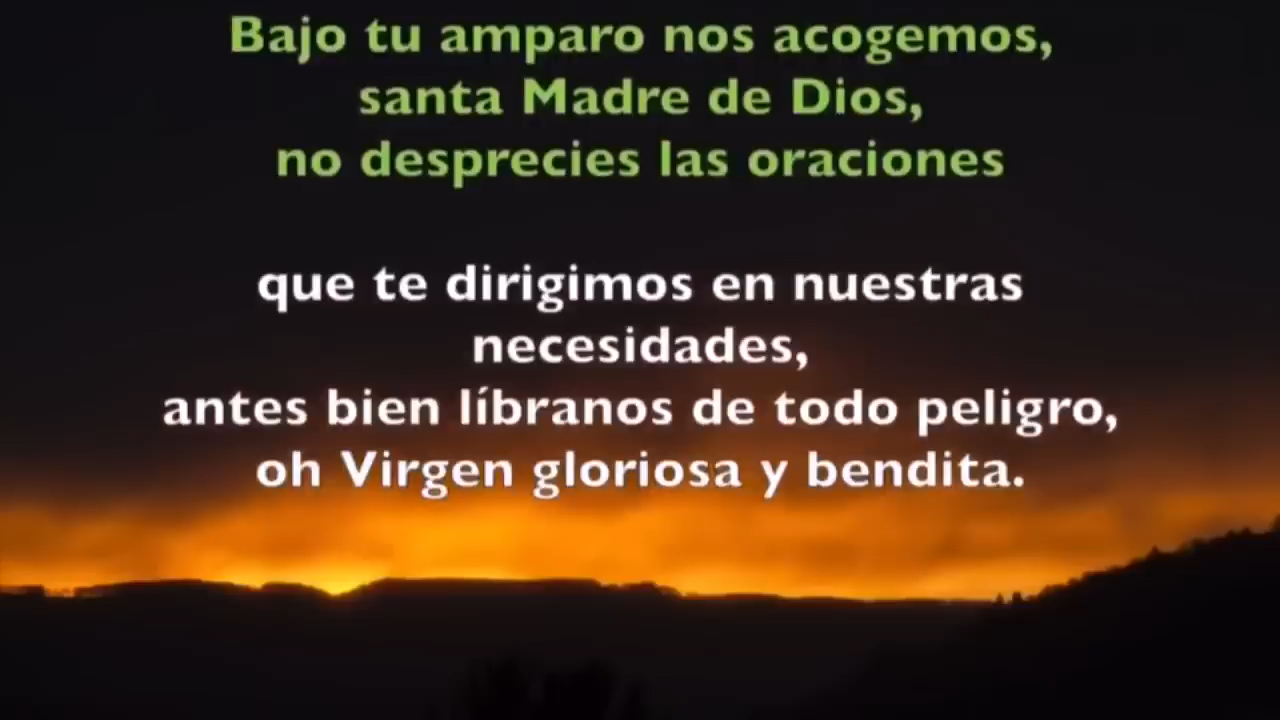 Bajo tu amparo nos acogemos,
santa Madre de Dios,
no desprecies las oraciones
que te dirigimos en nuestras
necesidades,
antes bien líbranos de todo peligro,
oh Virgen gloriosa y bendita.